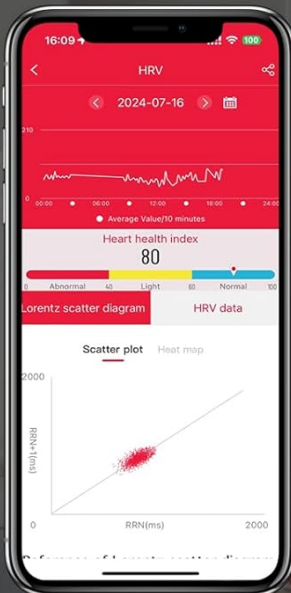 16:09
100
HRV
2024-07-16
210
0
00:00 06:00 12:00 18:00 24:00
Average Value/10 minutes
Heart health index
80
0 Abnormal 40 Light 60 Normal 100
Lorentz scatter diagram HRV data
Scatter plot Heat map
2000
RRN+1(ms)
0 RRN(ms) 2000